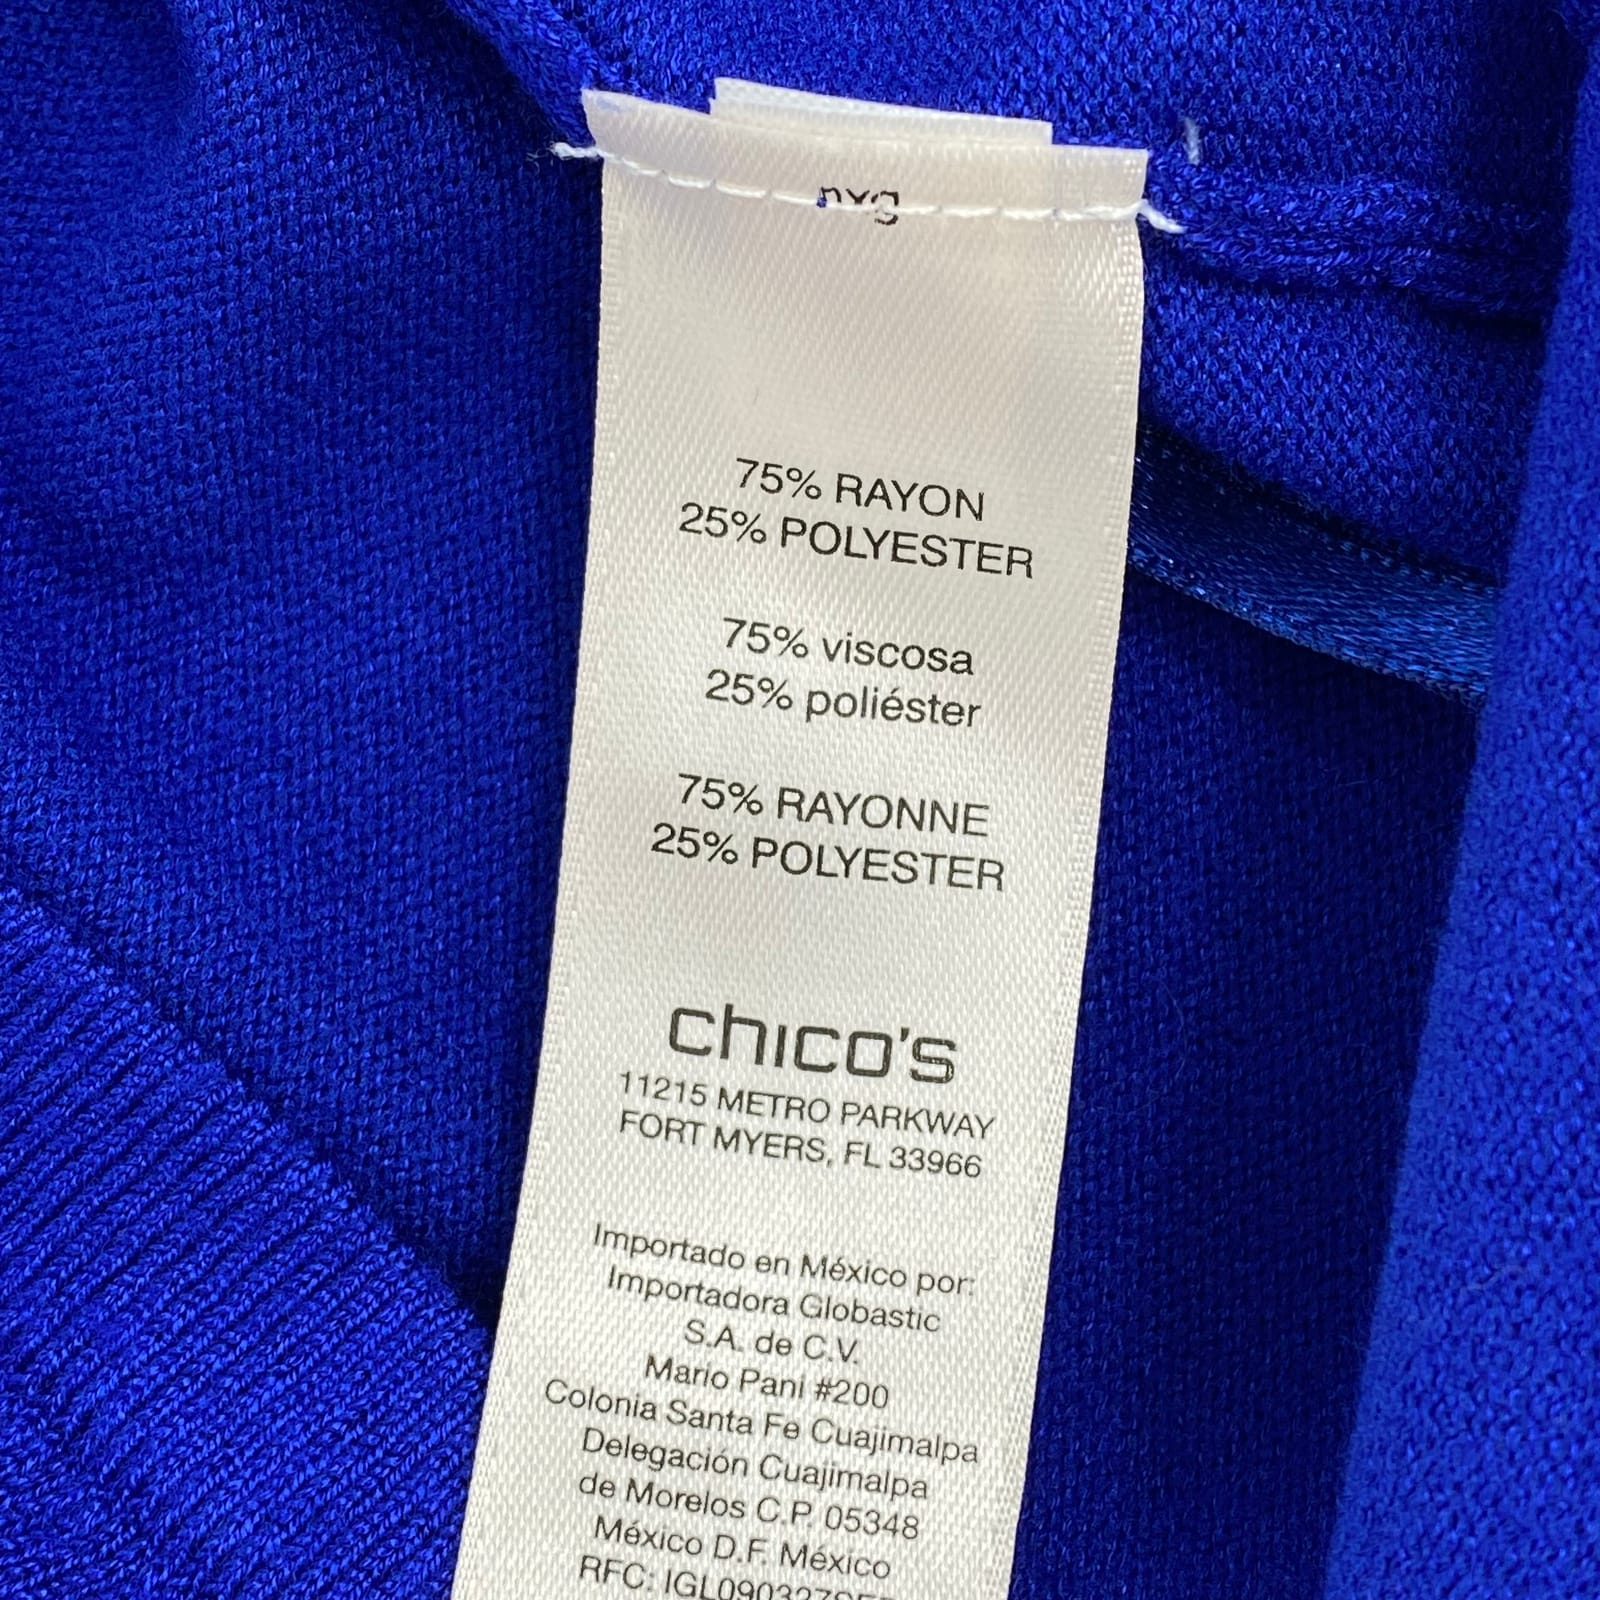 75% RAYON
25% POLYESTER
75% viscosa
25% poliéster
75% RAYONNE
25% POLYESTER
chico's
11215 METRO PARKWAY
FORT MYERS, FL 33966
Importado en México por:
Importadora Globastic
S.A. de C.V.
Mario Pani #200
Colonia Santa Fe Cuajimalpa
Delegación Cuajimalpa
de Morelos C.P. 05348
México D.F. México
RFC: